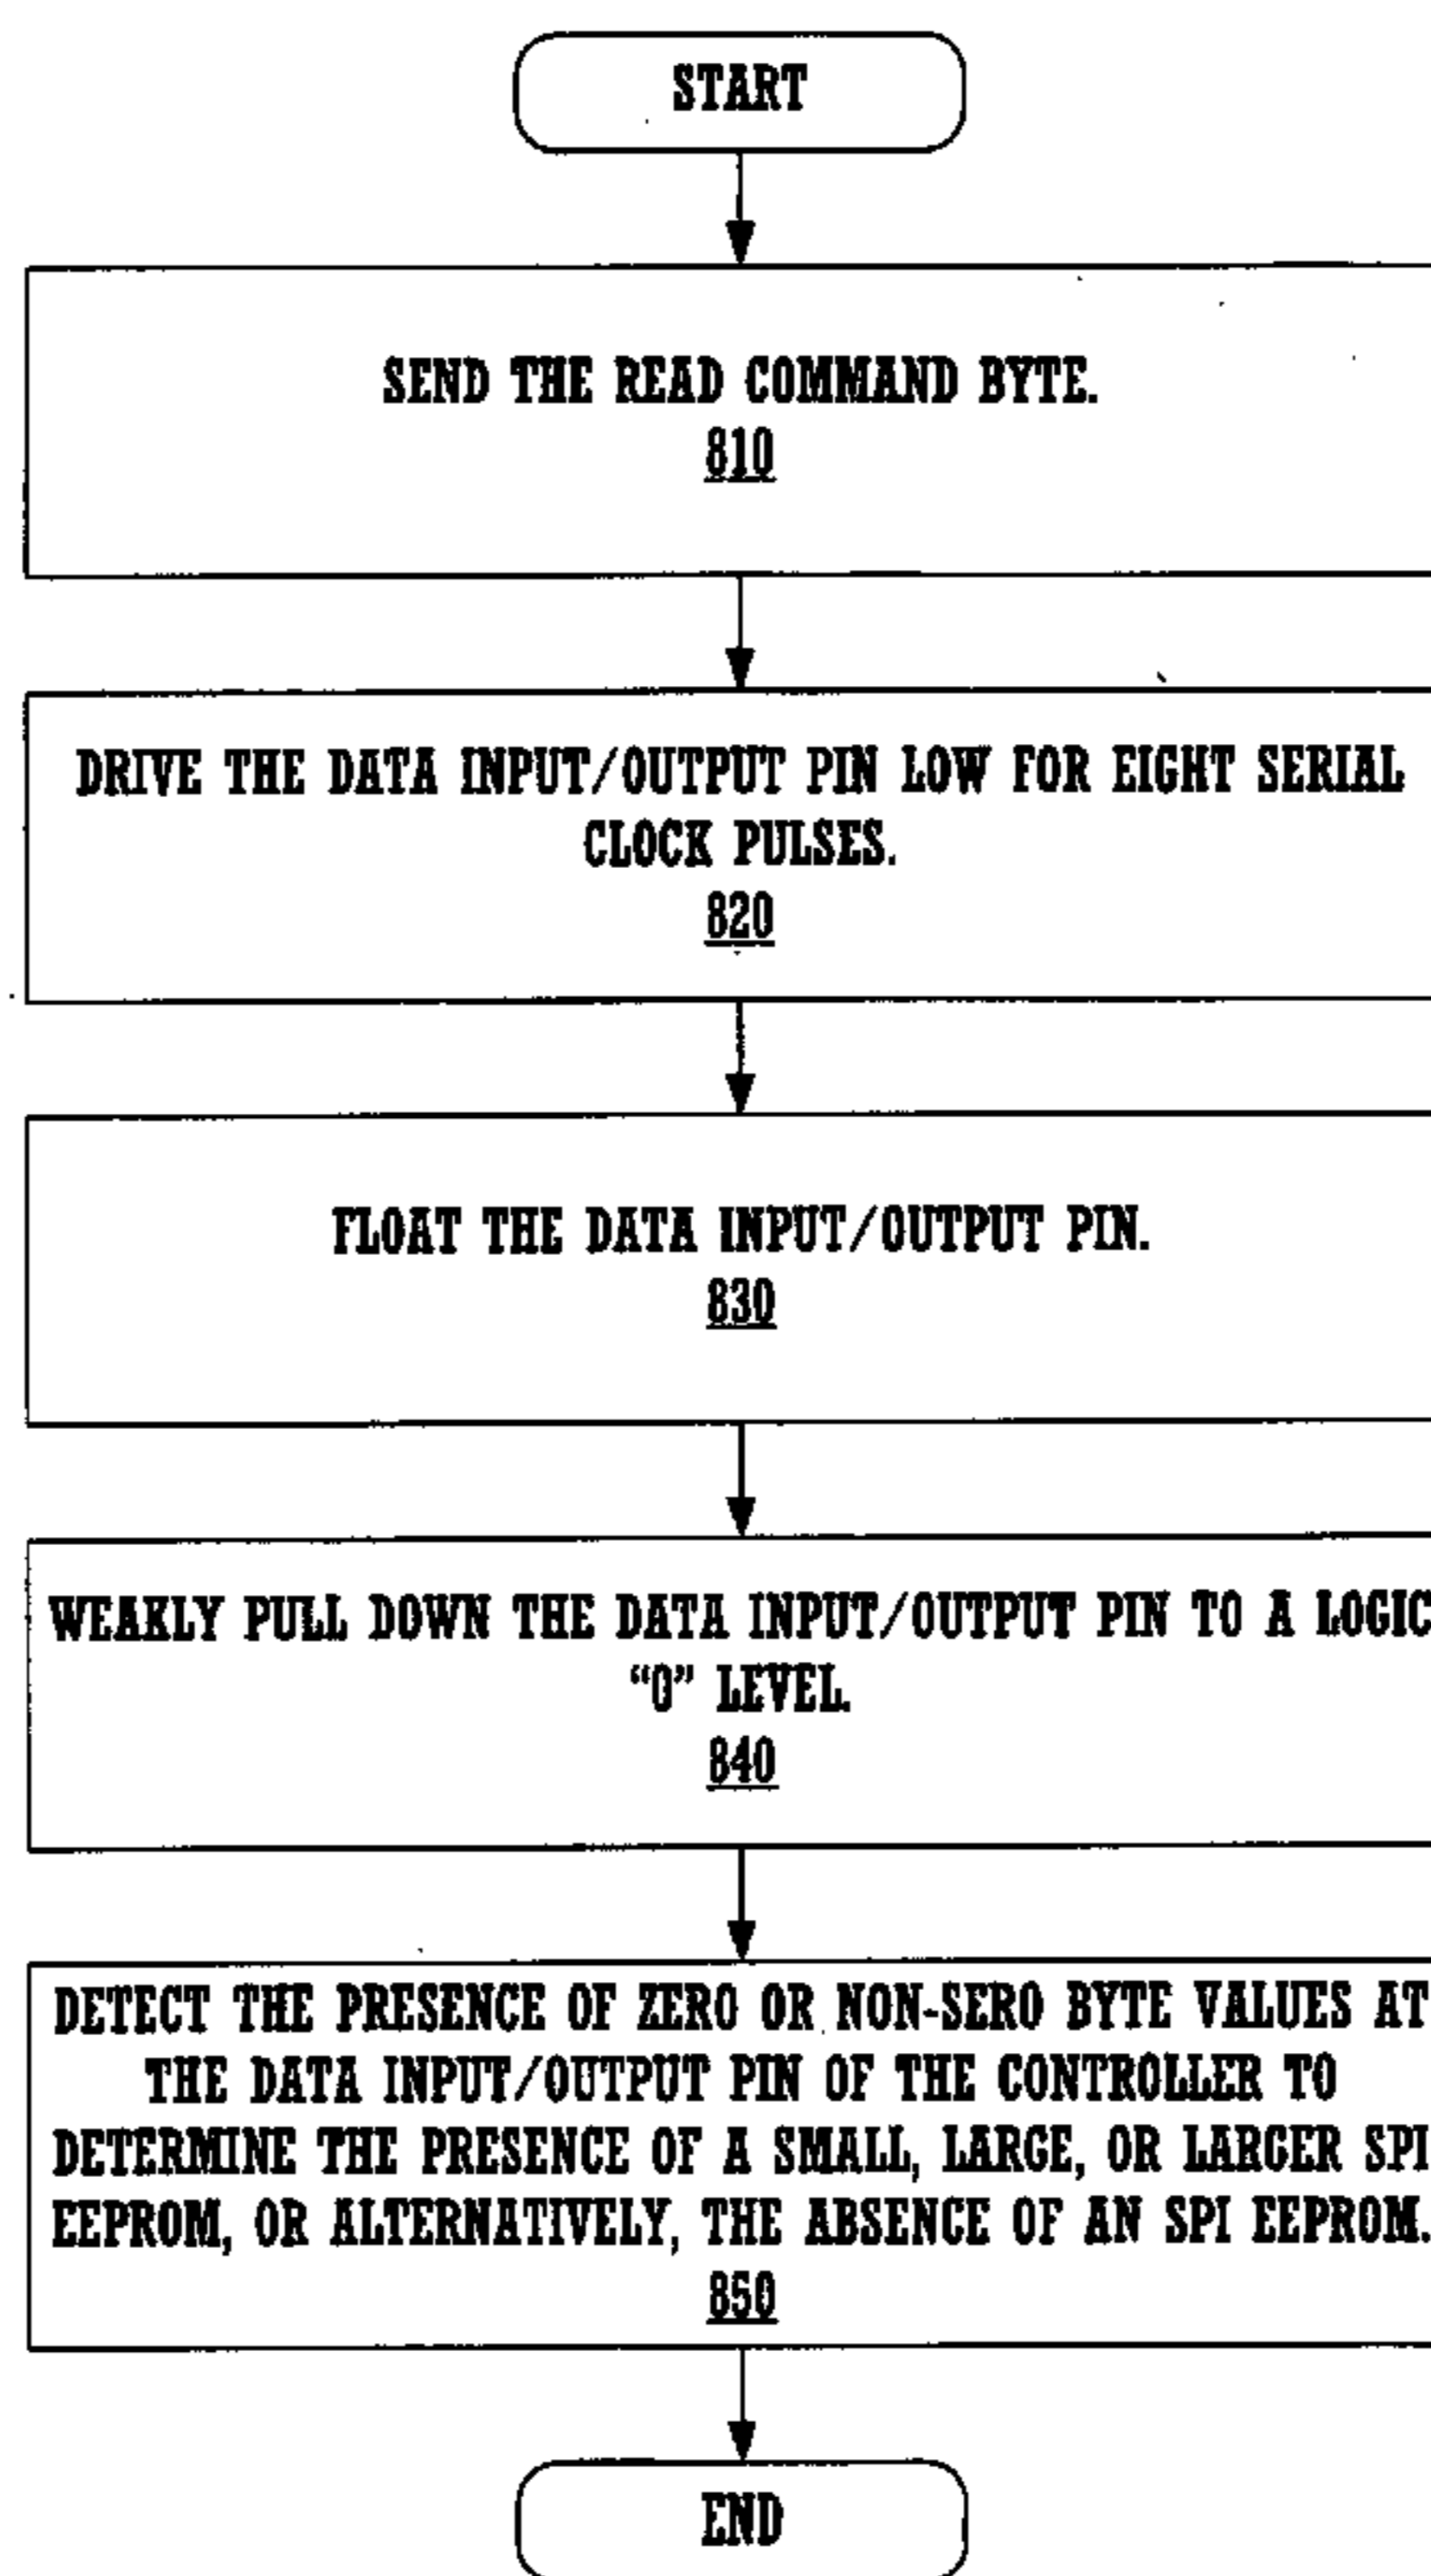 START
SEND THE READ COMMAND BYTE.
810
DRIVE THE DATA INPUT/OUTPUT PIN LOW FOR EIGHT SERIAL
CLOCK PULSES.
820
FLOAT THE DATA INPUT/OUTPUT PIN.
830
WEAKLY PULL DOWN THE DATA INPUT/OUTPUT PIN TO A LOGIC
“0” LEVEL.
840
DETECT THE PRESENCE OF ZERO OR NON-SERO BYTE VALUES AT
THE DATA INPUT/OUTPUT PIN OF THE CONTROLLER TO
DETERMINE THE PRESENCE OF A SMALL, LARGE, OR LARGER SPI
EEPROM, OR ALTERNATIVELY, THE ABSENCE OF AN SPI EEPROM.
850
END